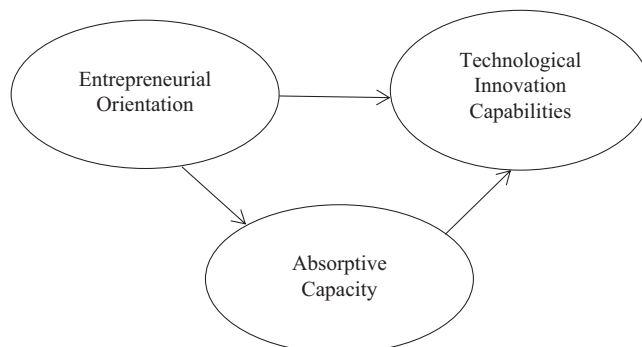 Entrepreneurial
Orientation
Technological
Innovation
Capabilities
Absorptive
Capacity